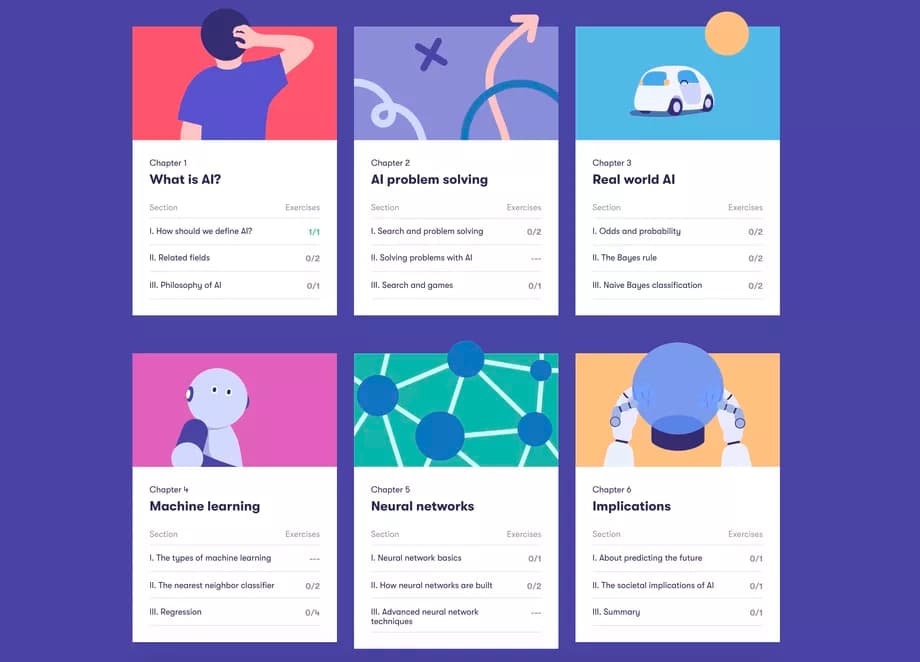 Chapter 1
What is AI?
Section Exercises
I. How should we define AI? 1/1
II. Related fields 0/2
III. Philosophy of AI 0/1
Chapter 2
AI problem solving
Section Exercises
I. Search and problem solving 0/2
II. Solving problems with AI ---
III. Search and games 0/1
Chapter 3
Real world AI
Section Exercises
I. Odds and probability 0/2
II. The Bayes rule 0/2
III. Naive Bayes classification 0/2
Chapter 4
Machine learning
Section Exercises
I. The types of machine learning ---
II. The nearest neighbor classifier 0/2
III. Regression 0/4
Chapter 5
Neural networks
Section Exercises
I. Neural network basics 0/1
II. How neural networks are built 0/2
III. Advanced neural network ---
techniques
Chapter 6
Implications
Section Exercises
I. About predicting the future 0/1
II. The societal implications of AI 0/1
III. Summary 0/1